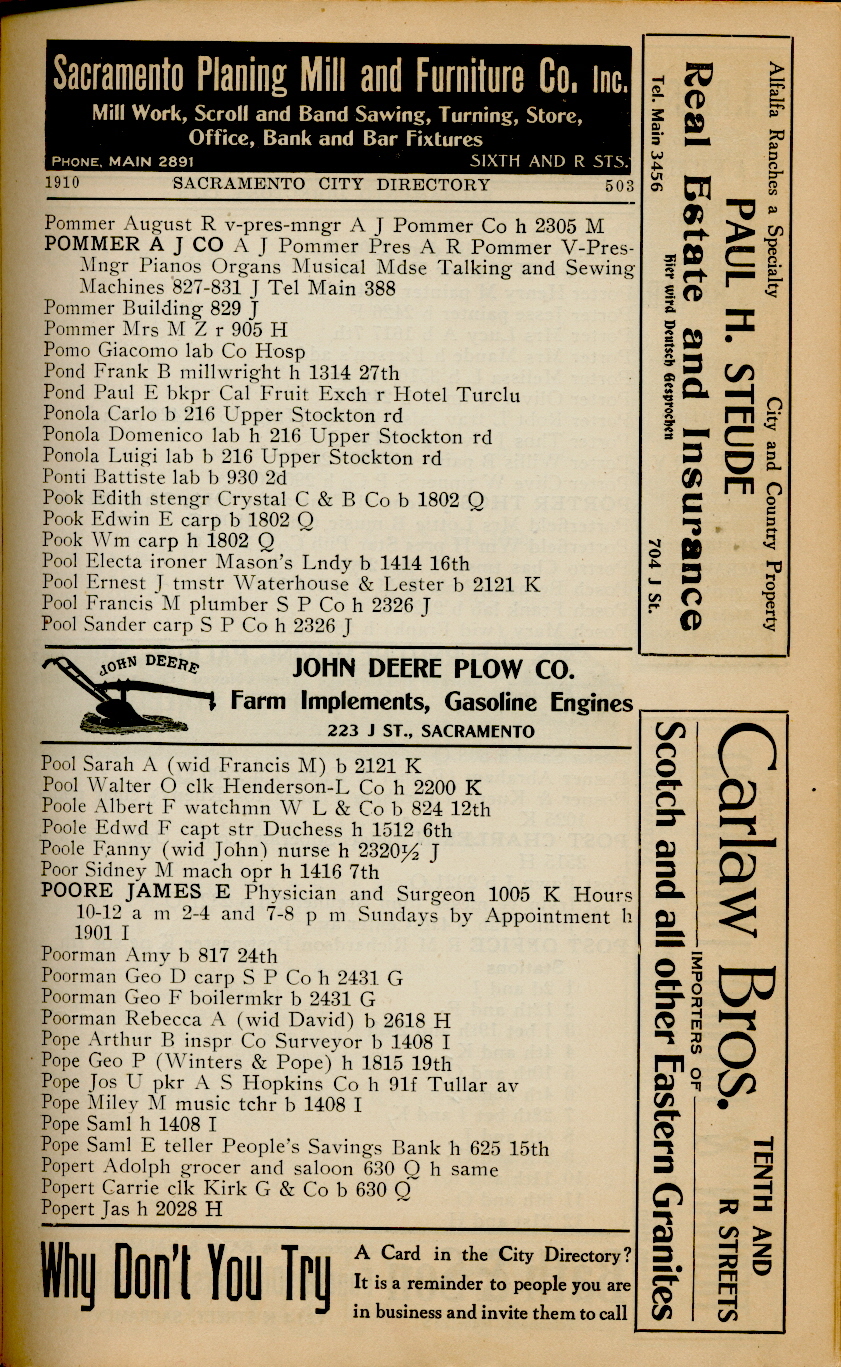 Sacramento Planing Mill and Furniture Co. Inc.
Mill Work, Scroll and Band Sawing, Turning, Store,
Office, Bank and Bar Fixtures
PHONE, MAIN 2891 SIXTH AND R STS.
1910 SACRAMENTO CITY DIRECTORY 503
Pommer August R v-pres-mngr A J Pommer Co h 2305 M
POMMER A J CO A J Pommer Pres A R Pommer V-Pres-
Mngr Pianos Organs Musical Mdse Talking and Sewing
Machines 827-831 J Tel Main 388
Pommer Building 829 J
Pommer Mrs M Z r 905 H
Pomo Giacomo lab Co Hosp
Pond Frank B millwright h 1314 27th
Pond Paul E bkpr Cal Fruit Exch r Hotel Turclu
Ponola Carlo b 216 Upper Stockton rd
Ponola Domenico lab h 216 Upper Stockton rd
Ponola Luigi lab b 216 Upper Stockton rd
Ponti Battiste lab b 930 2d
Pook Edith stengr Crystal C & B Co b 1802 Q
Pook Edwin E carp b 1802 Q
Pook Wm carp h 1802 Q
Pool Electa ironer Mason's Lndy b 1414 16th
Pool Ernest J tmstr Waterhouse & Lester b 2121 K
Pool Francis M plumber S P Co h 2326 J
Pool Sander carp S P Co h 2326 J
JOHN DEERE
JOHN DEERE PLOW CO.
Farm Implements, Gasoline Engines
223 J ST., SACRAMENTO
Pool Sarah A (wid Francis M) b 2121 K
Pool Walter O clk Henderson-L Co h 2200 K
Poole Albert F watchmn W L & Co b 824 12th
Poole Edwd F capt str Duchess h 1512 6th
Poole Fanny (wid John) nurse h 2320½ J
Poor Sidney M mach opr h 1416 7th
POORE JAMES E Physician and Surgeon 1005 K Hours
10-12 a m 2-4 and 7-8 p m Sundays by Appointment h
1901 I
Poorman Amy b 817 24th
Poorman Geo D carp S P Co h 2431 G
Poorman Geo F boilermkr b 2431 G
Poorman Rebecca A (wid David) b 2618 H
Pope Arthur B inspr Co Surveyor b 1408 I
Pope Geo P (Winters & Pope) h 1815 19th
Pope Jos U pkr A S Hopkins Co h 91f Tullar av
Pope Miley M music tchr b 1408 I
Pope Saml h 1408 I
Pope Saml E teller People's Savings Bank h 625 15th
Popert Adolph grocer and saloon 630 Q h same
Popert Carrie clk Kirk G & Co b 630 Q
Popert Jas h 2028 H
Why Don't You Try
A Card in the City Directory?
It is a reminder to people you are
in business and invite them to call
Alfalfa Ranches a Specialty City and Country Property
PAUL H. STEUDE
Real Estate and Insurance
Hier wird Deutsch Gesprochen
Tel. Main 3456 704 J St.
Carlaw Bros. TENTH AND
R STREETS
IMPORTERS OF
Scotch and all other Eastern Granites